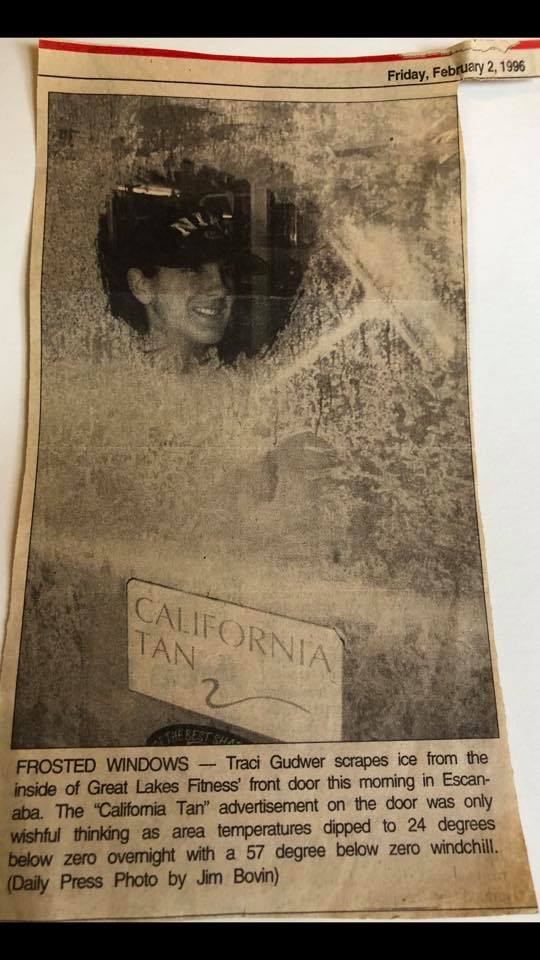 Friday, February 2, 1996
CALIFORNIA
TAN
THE BEST
FROSTED WINDOWS — Traci Gudwer scrapes ice from the
inside of Great Lakes Fitness' front door this morning in Escan-
aba. The "California Tan" advertisement on the door was only
wishful thinking as area temperatures dipped to 24 degrees
below zero overnight with a 57 degree below zero windchill.
(Daily Press Photo by Jim Bovin)